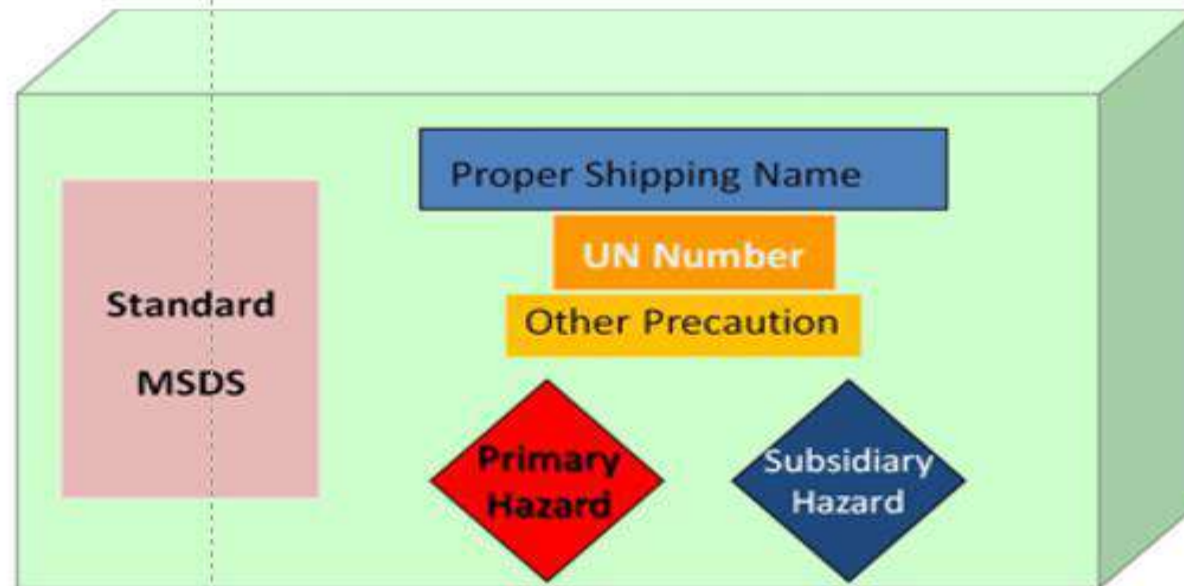 Proper Shipping Name
UN Number
Other Precaution
Standard
MSDS
Primary
Hazard
Subsidiary
Hazard